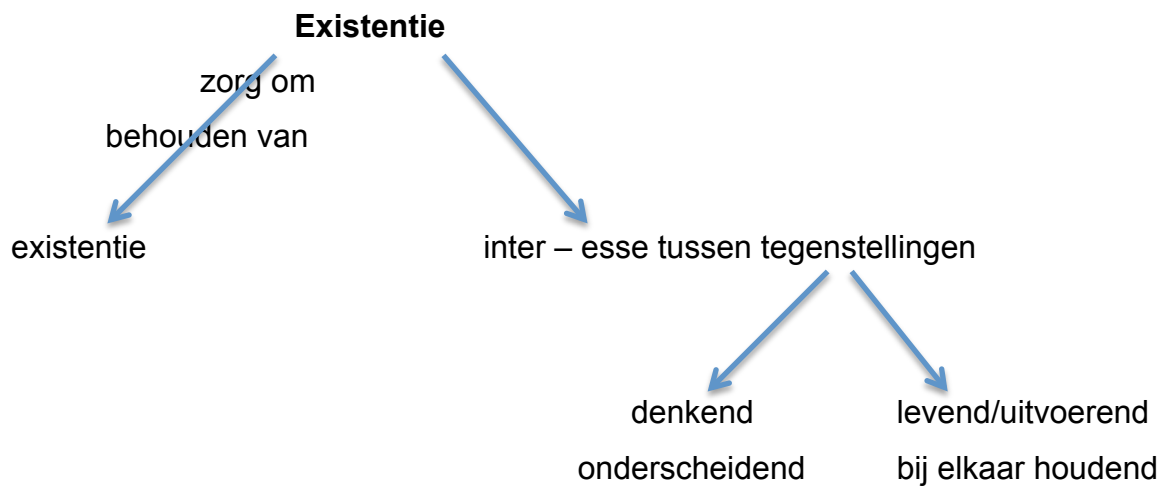 Existentie
zorg om
behouden van
existentie
inter – esse tussen tegenstellingen
denkend
levend/uitvoerend
onderscheidend
bij elkaar houdend